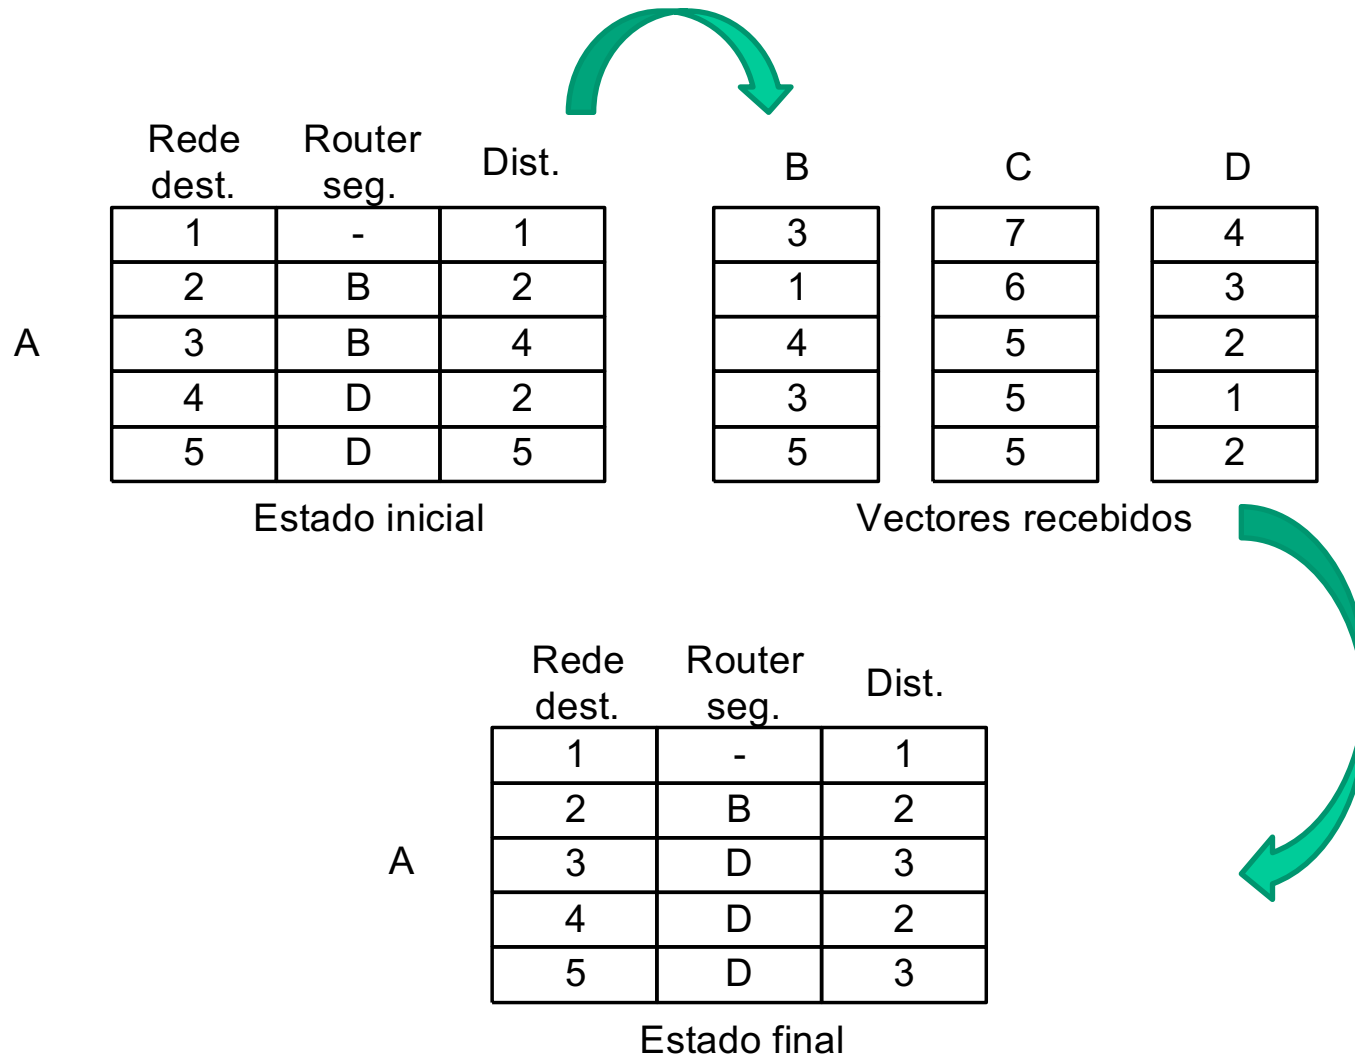 Rede dest. Router seg. Dist. B C D
1 - 1 3 7 4
2 B 2 1 6 3
A 3 B 4 4 5 2
4 D 2 3 5 1
5 D 5 5 5 2
Estado inicial Vectores recebidos
Rede dest. Router seg. Dist.
1 - 1
2 B 2
A 3 D 3
4 D 2
5 D 3
Estado final